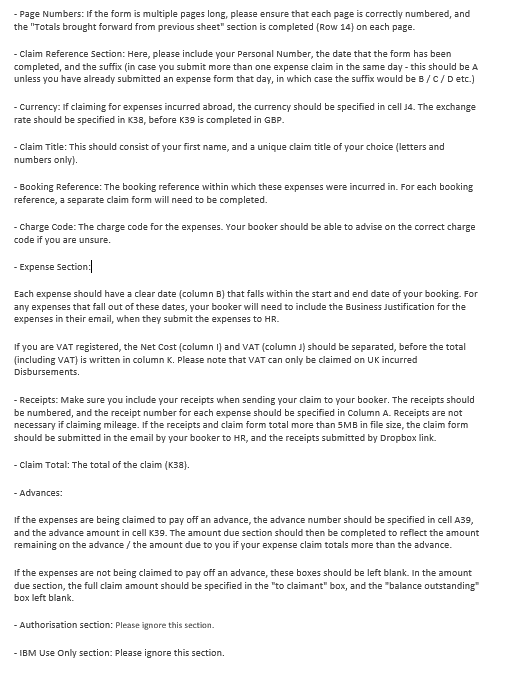 - Page Numbers: If the form is multiple pages long, please ensure that each page is correctly numbered, and
the "Totals brought forward from previous sheet" section is completed (Row 14) on each page.
- Claim Reference Section: Here, please include your Personal Number, the date that the form has been
completed, and the suffix (in case you submit more than one expense claim in the same day - this should be A
unless you have already submitted an expense form that day, in which case the suffix would be B / C / D etc.)
- Currency: If claiming for expenses incurred abroad, the currency should be specified in cell J4. The exchange
rate should be specified in K38, before K39 is completed in GBP.
- Claim Title: This should consist of your first name, and a unique claim title of your choice (letters and
numbers only).
- Booking Reference: The booking reference within which these expenses were incurred in. For each booking
reference, a separate claim form will need to be completed.
- Charge Code: The charge code for the expenses. Your booker should be able to advise on the correct charge
code if you are unsure.
- Expense Section:
Each expense should have a clear date (column B) that falls within the start and end date of your booking. For
any expenses that fall out of these dates, your booker will need to include the Business Justification for the
expenses in their email, when they submit the expenses to HR.
If you are VAT registered, the Net Cost (column I) and VAT (column J) should be separated, before the total
(including VAT) is written in column K. Please note that VAT can only be claimed on UK incurred
Disbursements.
- Receipts: Make sure you include your receipts when sending your claim to your booker. The receipts should
be numbered, and the receipt number for each expense should be specified in Column A. Receipts are not
necessary if claiming mileage. If the receipts and claim form total more than 5MB in file size, the claim form
should be submitted in the email by your booker to HR, and the receipts submitted by Dropbox link.
- Claim Total: The total of the claim (K38).
- Advances:
If the expenses are being claimed to pay off an advance, the advance number should be specified in cell A39,
and the advance amount in cell K39. The amount due section should then be completed to reflect the amount
remaining on the advance / the amount due to you if your expense claim totals more than the advance.
If the expenses are not being claimed to pay off an advance, these boxes should be left blank. In the amount
due section, the full claim amount should be specified in the "to claimant" box, and the "balance outstanding"
box left blank.
- Authorisation section: Please ignore this section.
- IBM Use Only section: Please ignore this section.